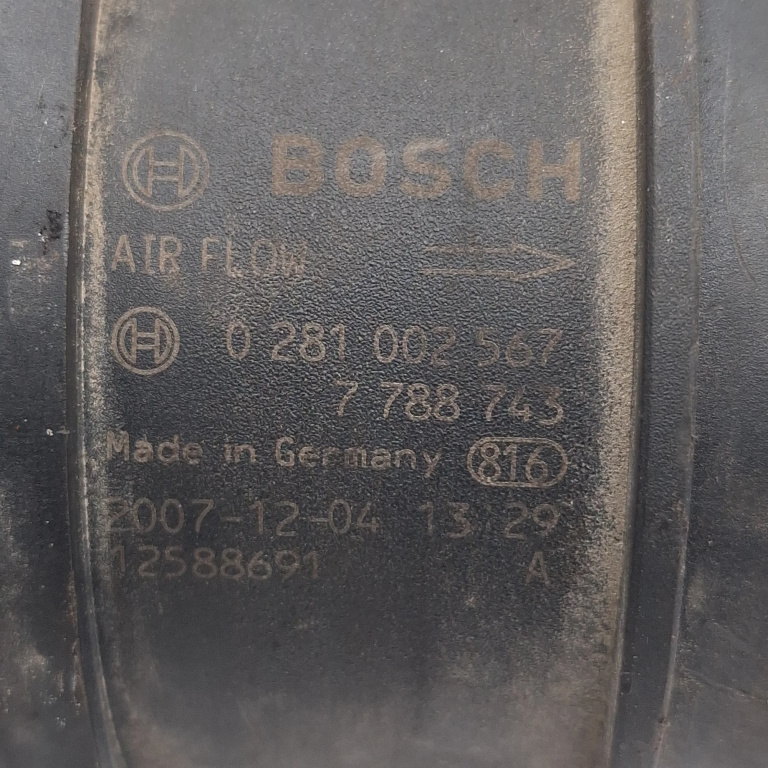 BOSCH
AIR FLOW
0 281 002 567
7 788 743
Made in Germany 816
2007-12-04 13 29
12588691 A